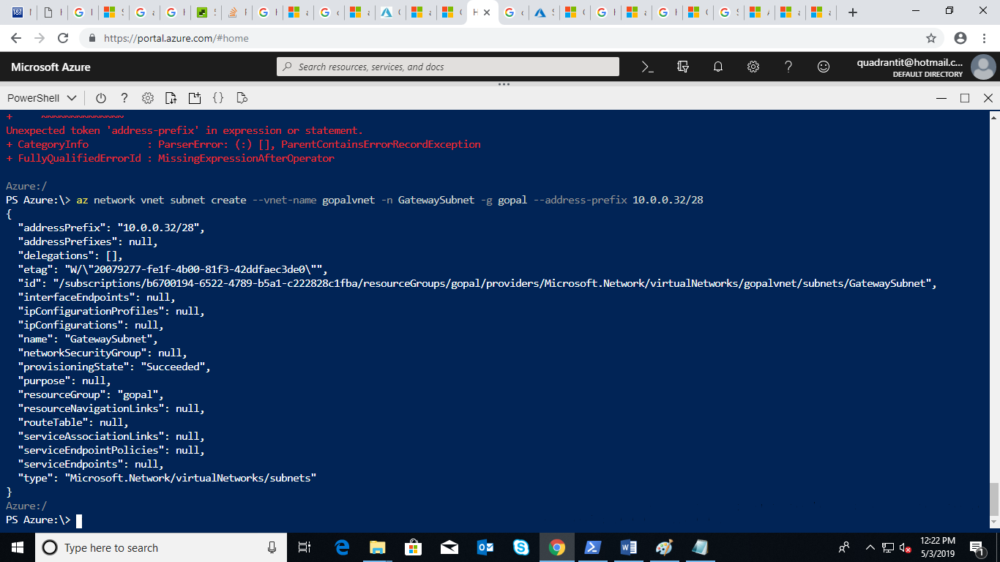 https://portal.azure.com/#home
Microsoft Azure
Search resources, services, and docs
quadrantit@hotmail.c...
DEFAULT DIRECTORY
PowerShell
+     ~~~~~~~~~~~~~~
Unexpected token 'address-prefix' in expression or statement.
+ CategoryInfo          : ParserError: (:) [], ParentContainsErrorRecordException
+ FullyQualifiedErrorId : MissingExpressionAfterOperator
Azure:/
PS Azure:\> az network vnet subnet create --vnet-name gopalvnet -n GatewaySubnet -g gopal --address-prefix 10.0.0.32/28
{
  "addressPrefix": "10.0.0.32/28",
  "addressPrefixes": null,
  "delegations": [],
  "etag": "W/\"20079277-fe1f-4b00-81f3-42ddfaec3de0\"",
  "id": "/subscriptions/b6700194-6522-4789-b5a1-c222828c1fba/resourceGroups/gopal/providers/Microsoft.Network/virtualNetworks/gopalvnet/subnets/GatewaySubnet",
  "interfaceEndpoints": null,
  "ipConfigurationProfiles": null,
  "ipConfigurations": null,
  "name": "GatewaySubnet",
  "networkSecurityGroup": null,
  "provisioningState": "Succeeded",
  "purpose": null,
  "resourceGroup": "gopal",
  "resourceNavigationLinks": null,
  "routeTable": null,
  "serviceAssociationLinks": null,
  "serviceEndpointPolicies": null,
  "serviceEndpoints": null,
  "type": "Microsoft.Network/virtualNetworks/subnets"
}
Azure:/
PS Azure:\>
Type here to search
12:22 PM
5/3/2019
1